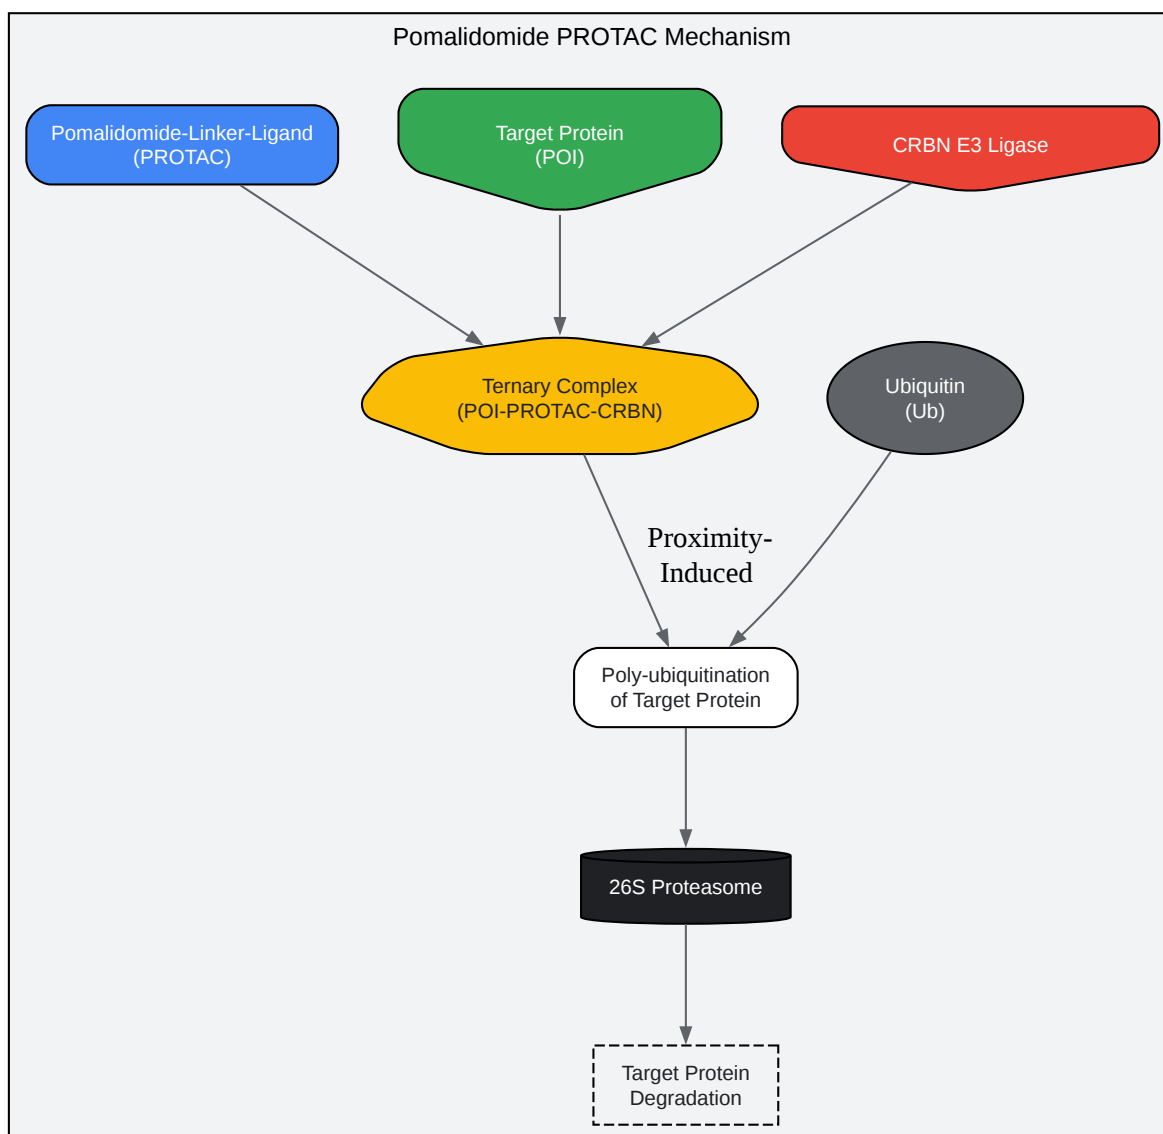 Pomalidomide PROTAC Mechanism
Pomalidomide-Linker-Ligand
(PROTAC)
Target Protein
(POI)
CRBN E3 Ligase
Ternary Complex
(POI-PROTAC-CRBN)
Ubiquitin
(Ub)
Proximity-
Induced
Poly-ubiquitination
of Target Protein
26S Proteasome
Target Protein
Degradation